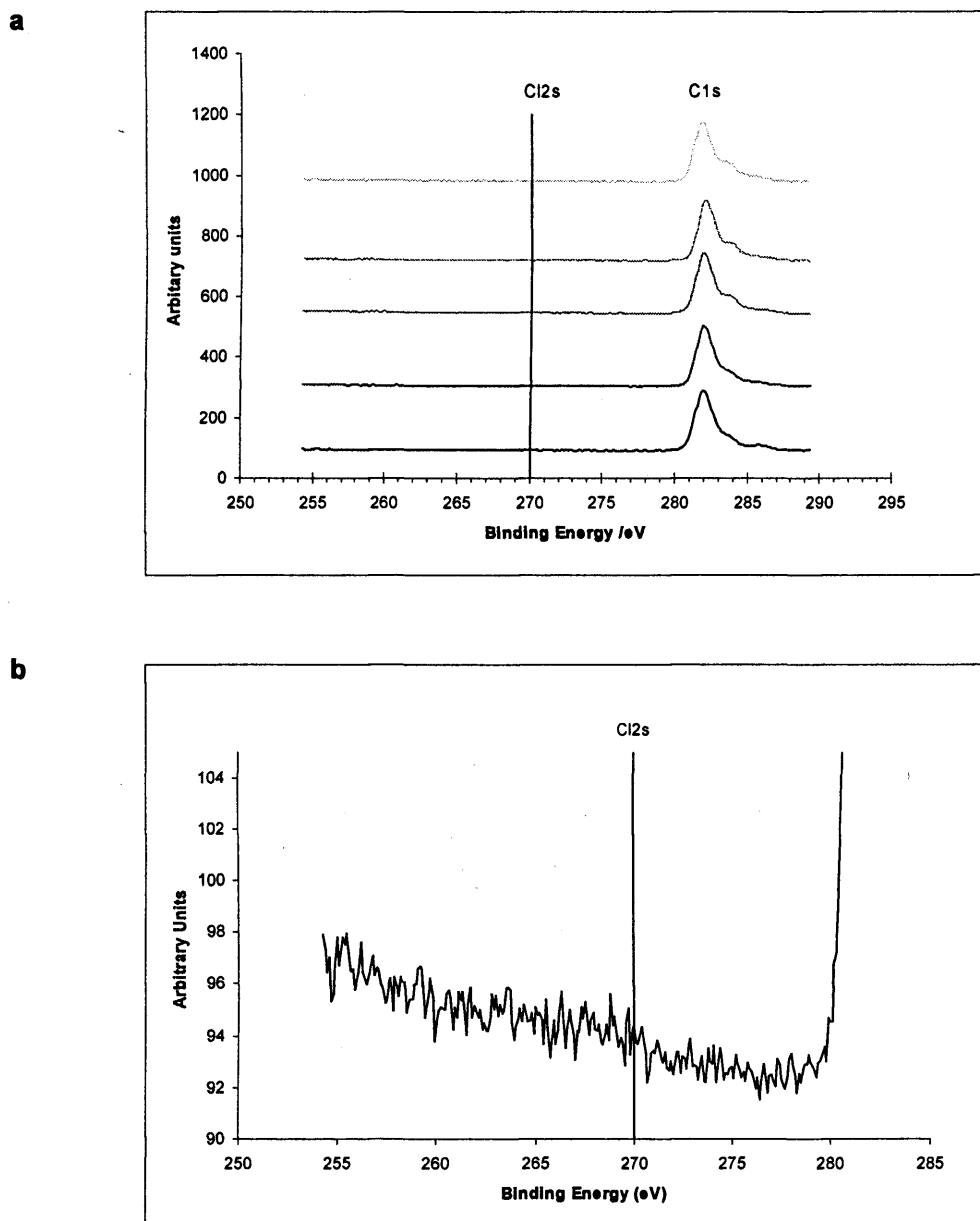 a
1400
1200
1000
800
600
400
200
0
Arbitary units
Cl2s
C1s
250 255 260 265 270 275 280 285 290 295
Binding Energy /eV
b
Cl2s
104
102
100
98
96
94
92
90
Arbitrary Units
250 255 260 265 270 275 280 285
Binding Energy (eV)